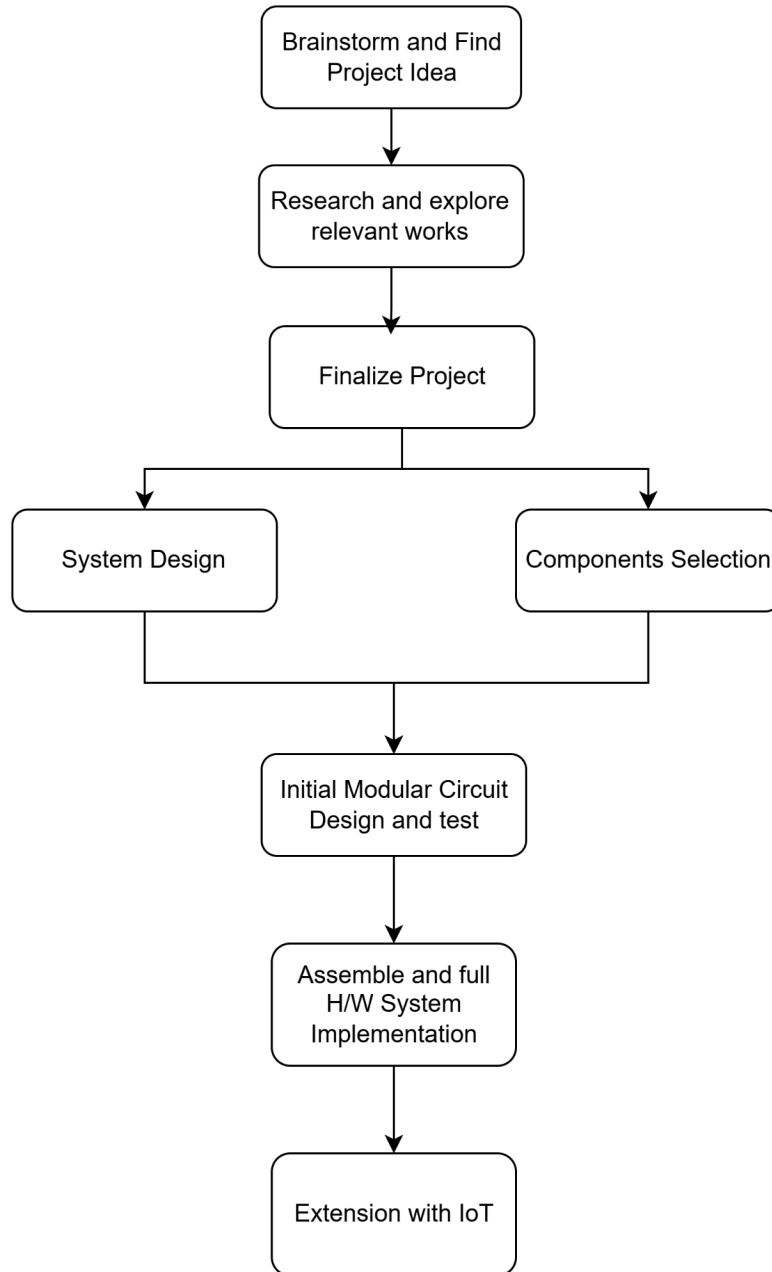 Brainstorm and Find
Project Idea
Research and explore
relevant works
Finalize Project
System Design
Components Selection
Initial Modular Circuit
Design and test
Assemble and full
H/W System
Implementation
Extension with IoT